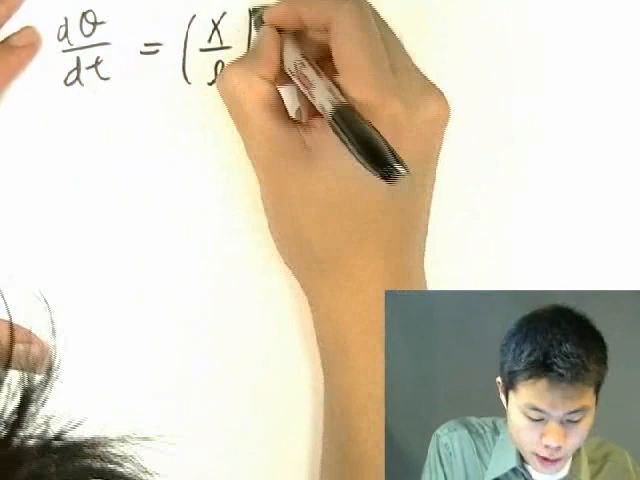 dθ/dt = (x/l